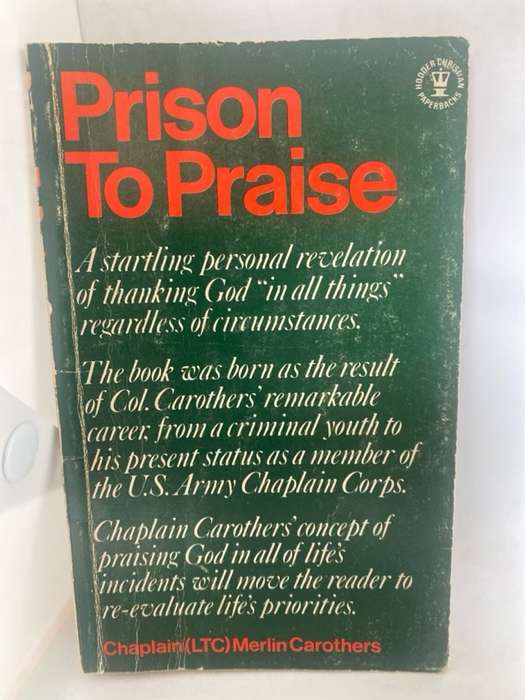 Prison
To Praise
HODDER CHRISTIAN
PAPERBACKS
A startling personal revelation
of thanking God "in all things"
regardless of circumstances.
The book was born as the result
of Col. Carothers' remarkable
career, from a criminal youth to
his present status as a member of
the U.S. Army Chaplain Corps.
Chaplain Carothers' concept of
praising God in all of life's
incidents will move the reader to
re-evaluate life's priorities.
Chaplain (LTC) Merlin Carothers